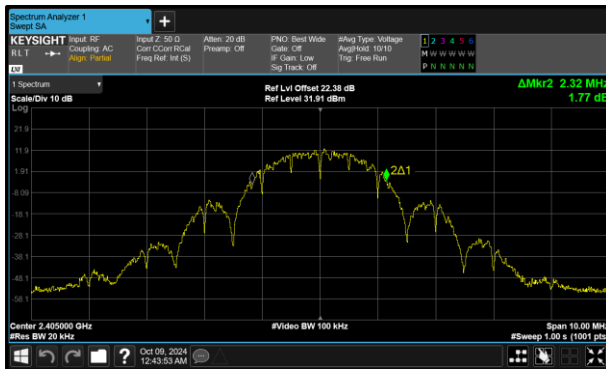 Spectrum Analyzer 1
Swept SA
KEYSIGHT
RLT
LXI
Input: RF
Coupling: AC
Align: Partial
Input Z: 50 Ω
Corr CCorr RCal
Freq Ref: Int (S)
Atten: 20 dB
Preamp: Off
PNO: Best Wide
Gate: Off
IF Gain: Low
Sig Track: Off
#Avg Type: Voltage
Avg|Hold: 10/10
Trig: Free Run
1 2 3 4 5 6
M W W W W W
P N N N N N
1 Spectrum
Scale/Div 10 dB
Ref Lvl Offset 22.38 dB
Ref Level 31.91 dBm
ΔMkr2 2.32 MHz
1.77 dB
Log
21.9
11.9
1.91
-8.09
-18.1
-28.1
-38.1
-48.1
-58.1
2Δ1
Center 2.405000 GHz
#Res BW 20 kHz
#Video BW 100 kHz
Span 10.00 MHz
#Sweep 1.00 s (1001 pts)
?
Oct 09, 2024
12:43:53 AM